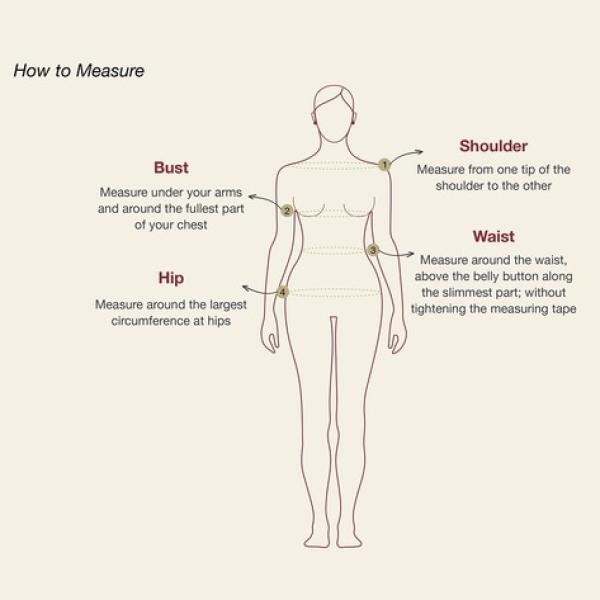 How to Measure
Shoulder
Measure from one tip of the
shoulder to the other
1
Bust
Measure under your arms
and around the fullest part
of your chest
2
Waist
Measure around the waist,
above the belly button along
the slimmest part; without
tightening the measuring tape
3
Hip
Measure around the largest
circumference at hips
4